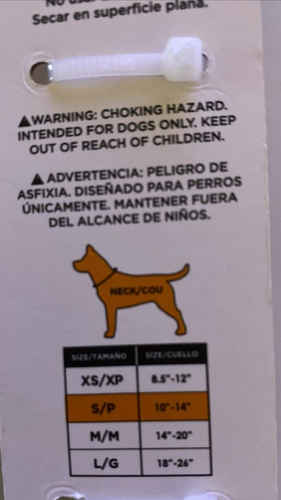 Secar en superficie plana.
⚠WARNING: CHOKING HAZARD.
INTENDED FOR DOGS ONLY. KEEP
OUT OF REACH OF CHILDREN.
⚠ADVERTENCIA: PELIGRO DE
ASFIXIA. DISEÑADO PARA PERROS
ÚNICAMENTE. MANTENER FUERA
DEL ALCANCE DE NIÑOS.
NECK/COU
SIZE/TAMAÑO SIZE/CUELLO
XS/XP 8.5"-12"
S/P 10"-14"
M/M 14"-20"
L/G 18"-26"